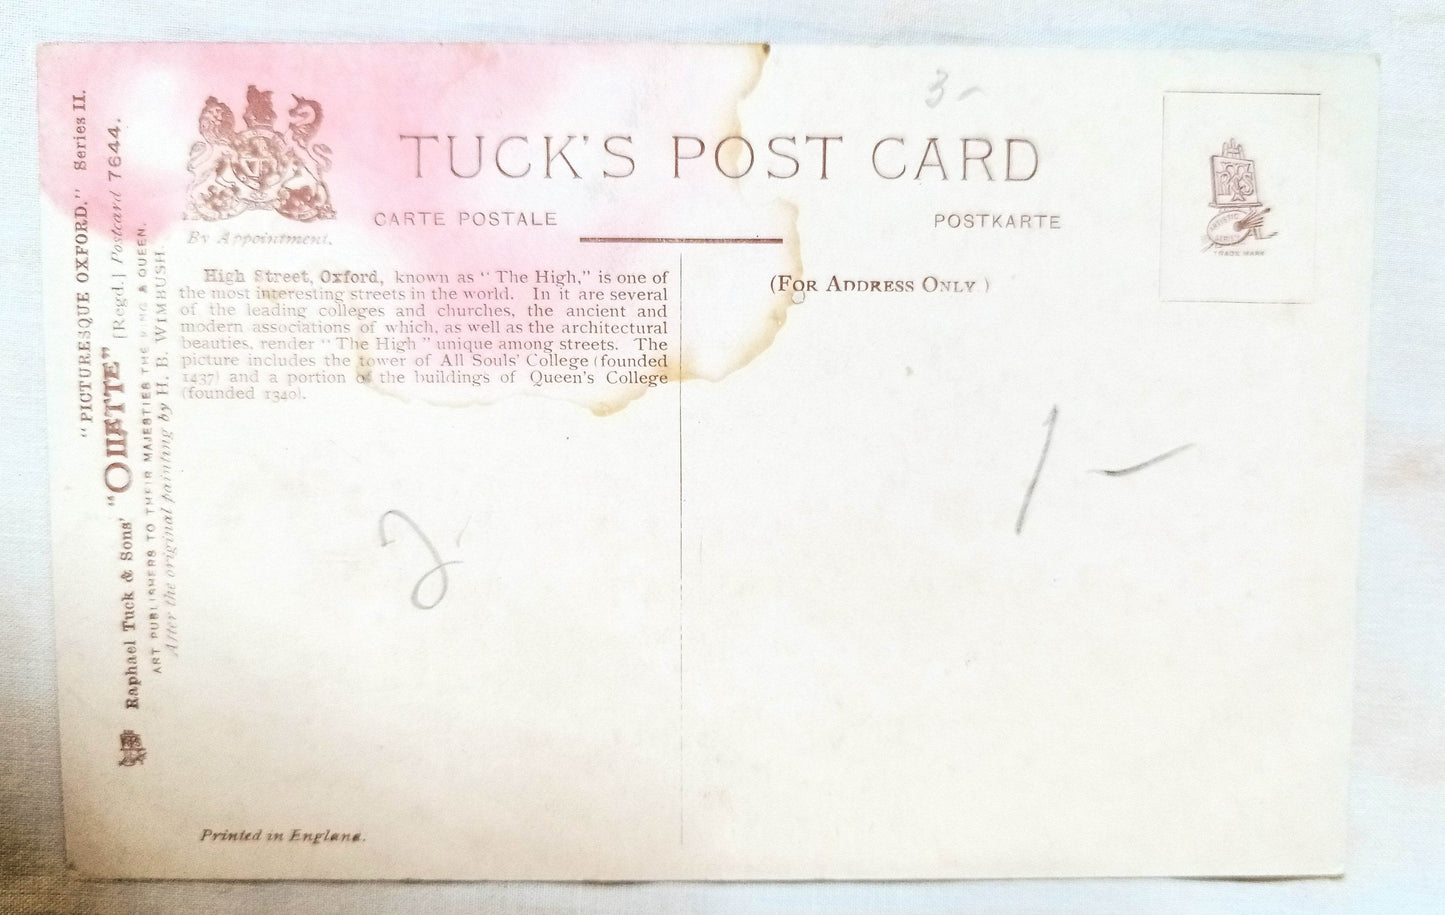 "PICTURESQUE OXFORD." Series II.
Raphael Tuck & Sons' "OILETTE" [Regd.] Postcard 7644.
ART PUBLISHERS TO THEIR MAJESTIES THE KING & QUEEN.
After the original painting by H. B. WIMBUSH.
TUCK'S POST CARD
CARTE POSTALE
POSTKARTE
By Appointment.
High Street, Oxford, known as "The High," is one of
the most interesting streets in the world. In it are several
of the leading colleges and churches, the ancient and
modern associations of which, as well as the architectural
beauties, render "The High" unique among streets. The
picture includes the tower of All Souls' College (founded
1437) and a portion of the buildings of Queen's College
(founded 1340).
(FOR ADDRESS ONLY)
3-
ARTISTIC
SERIES
TRADE MARK
2
1 -
Printed in England.